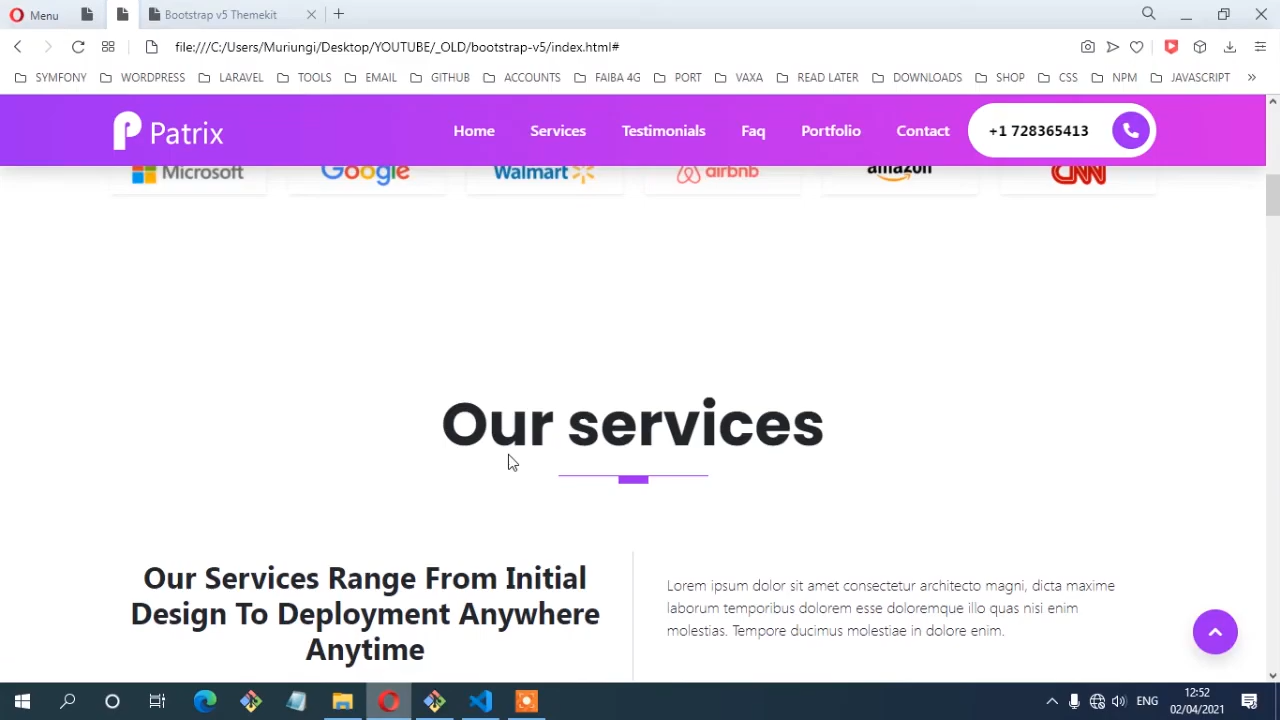 Menu
Bootstrap v5 Themekit
file:///C:/Users/Muriungi/Desktop/YOUTUBE/_OLD/bootstrap-v5/index.html#
SYMFONY WORDPRESS LARAVEL TOOLS EMAIL GITHUB ACCOUNTS FAIBA 4G PORT VAXA READ LATER DOWNLOADS SHOP CSS NPM JAVASCRIPT »
Patrix
Home Services Testimonials Faq Portfolio Contact +1 728365413
Microsoft Google Walmart airbnb amazon CNN
Our services
Our Services Range From Initial
Design To Deployment Anywhere
Anytime
Lorem ipsum dolor sit amet consectetur architecto magni, dicta maxime
laborum temporibus dolorem esse doloremque illo quas nisi enim
molestias. Tempore ducimus molestiae in dolore enim.
ENG
12:52
02/04/2021